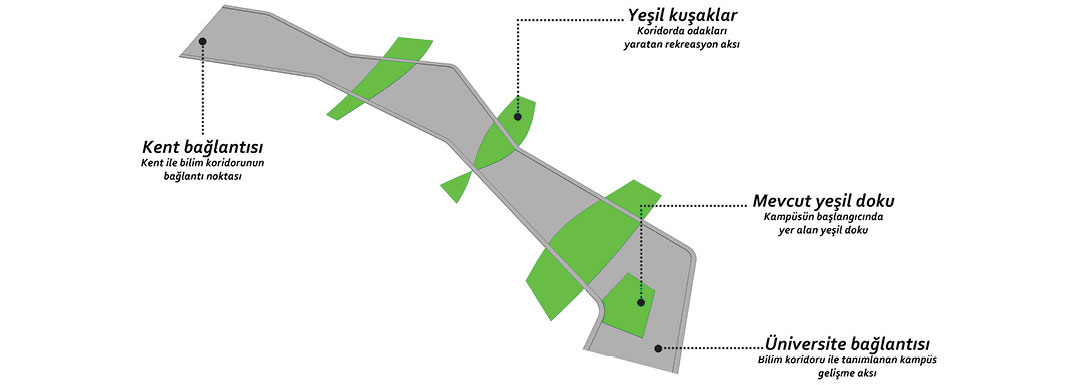 Yeşil kuşaklar
Koridorda odakları
yaratan rekreasyon aksı
Kent bağlantısı
Kent ile bilim koridorunun
bağlantı noktası
Mevcut yeşil doku
Kampüsün başlangıcında
yer alan yeşil doku
Üniversite bağlantısı
Bilim koridoru ile tanımlanan kampüs
gelişme aksı